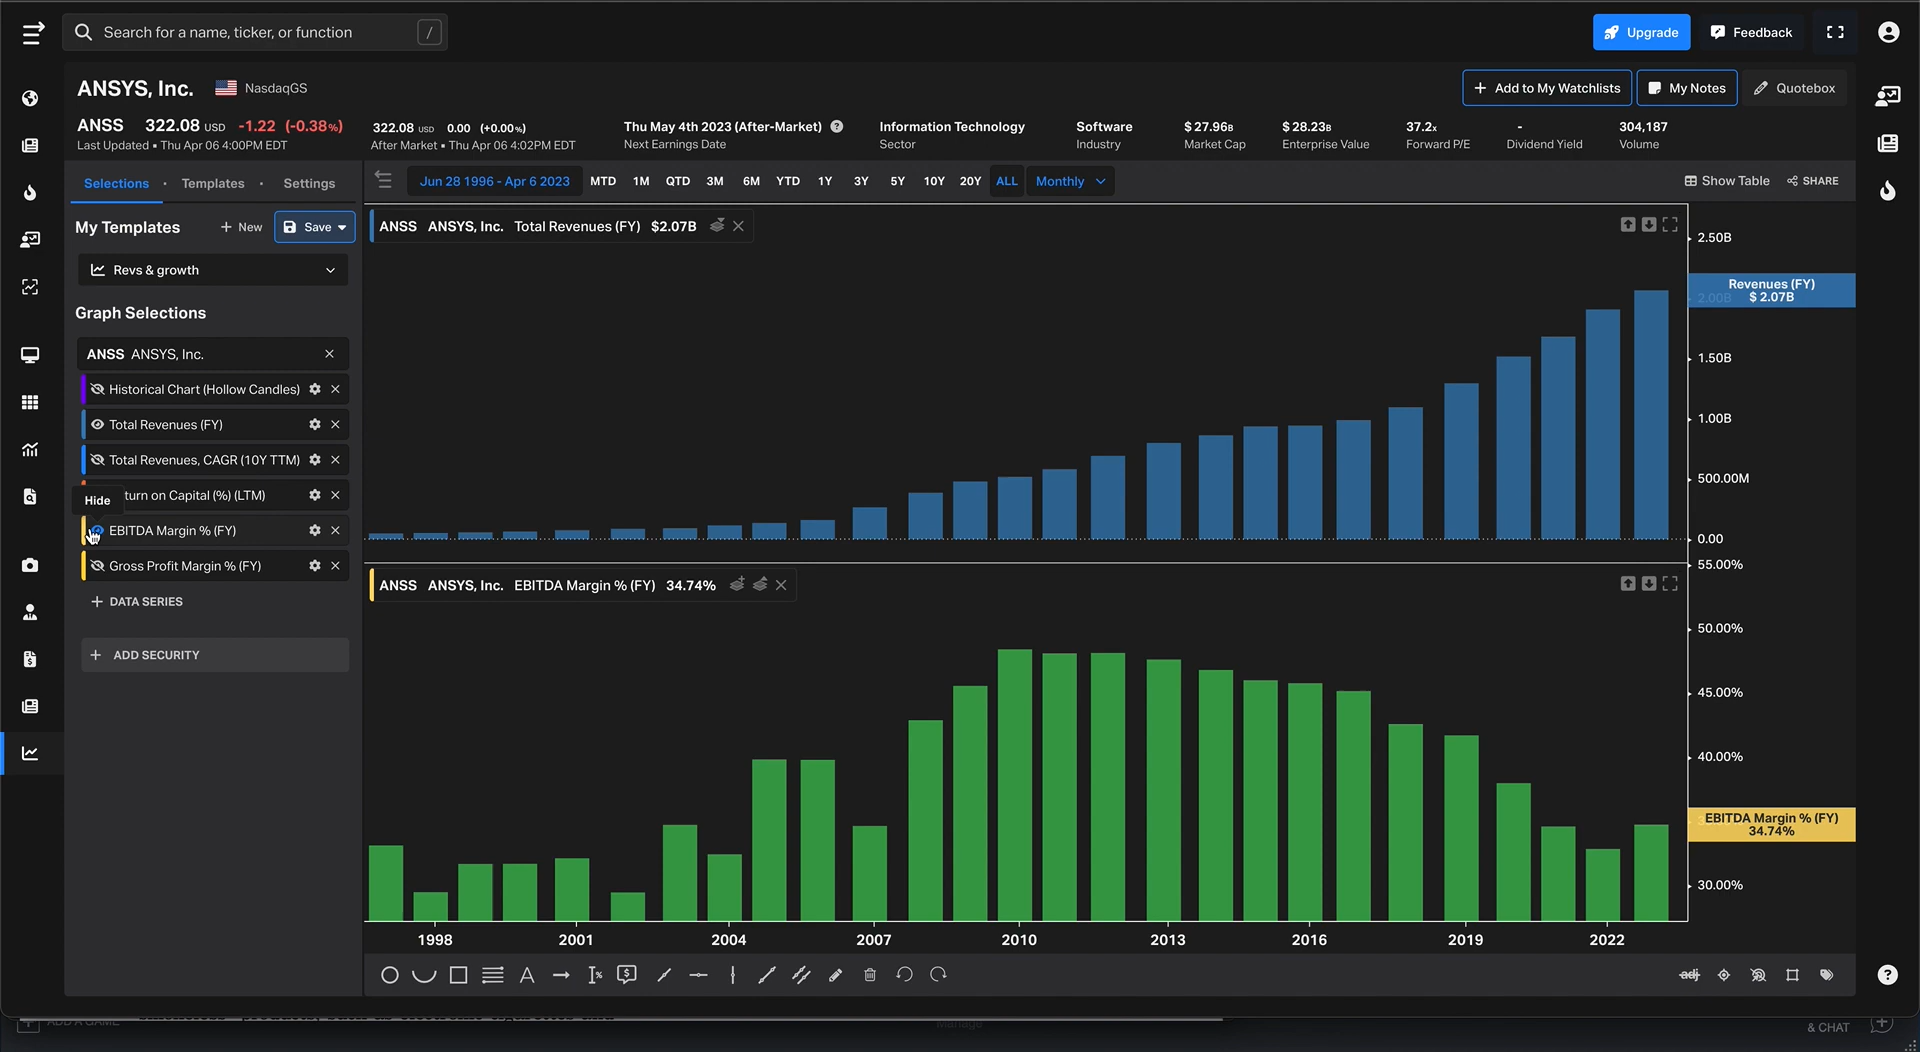 Search for a name, ticker, or function /
Upgrade
Feedback
ANSYS, Inc. NasdaqGS
Add to My Watchlists
My Notes
Quotebox
ANSS 322.08 USD -1.22 (-0.38%)
Last Updated • Thu Apr 06 4:00PM EDT
322.08 USD 0.00 (+0.00%)
After Market • Thu Apr 06 4:02PM EDT
Thu May 4th 2023 (After-Market) ?
Next Earnings Date
Information Technology
Sector
Software
Industry
$27.96B
Market Cap
$28.23B
Enterprise Value
37.2x
Forward P/E
-
Dividend Yield
304,187
Volume
Selections • Templates • Settings
My Templates
+ New
Save
Revs & growth
Graph Selections
ANSS ANSYS, Inc.
Historical Chart (Hollow Candles)
Total Revenues (FY)
Total Revenues, CAGR (10Y TTM)
Hide
turn on Capital (%) (LTM)
EBITDA Margin % (FY)
Gross Profit Margin % (FY)
+ DATA SERIES
+ ADD SECURITY
Jun 28 1996 - Apr 6 2023 MTD 1M QTD 3M 6M YTD 1Y 3Y 5Y 10Y 20Y ALL Monthly
Show Table
SHARE
ANSS ANSYS, Inc. Total Revenues (FY) $2.07B
2.50B
Revenues (FY)
$ 2.07B
2.00B
1.50B
1.00B
500.00M
0.00
ANSS ANSYS, Inc. EBITDA Margin % (FY) 34.74%
55.00%
50.00%
45.00%
40.00%
EBITDA Margin % (FY)
34.74%
30.00%
1998 2001 2004 2007 2010 2013 2016 2019 2022
A
adj
?
ADD A GAME
Manage
& CHAT